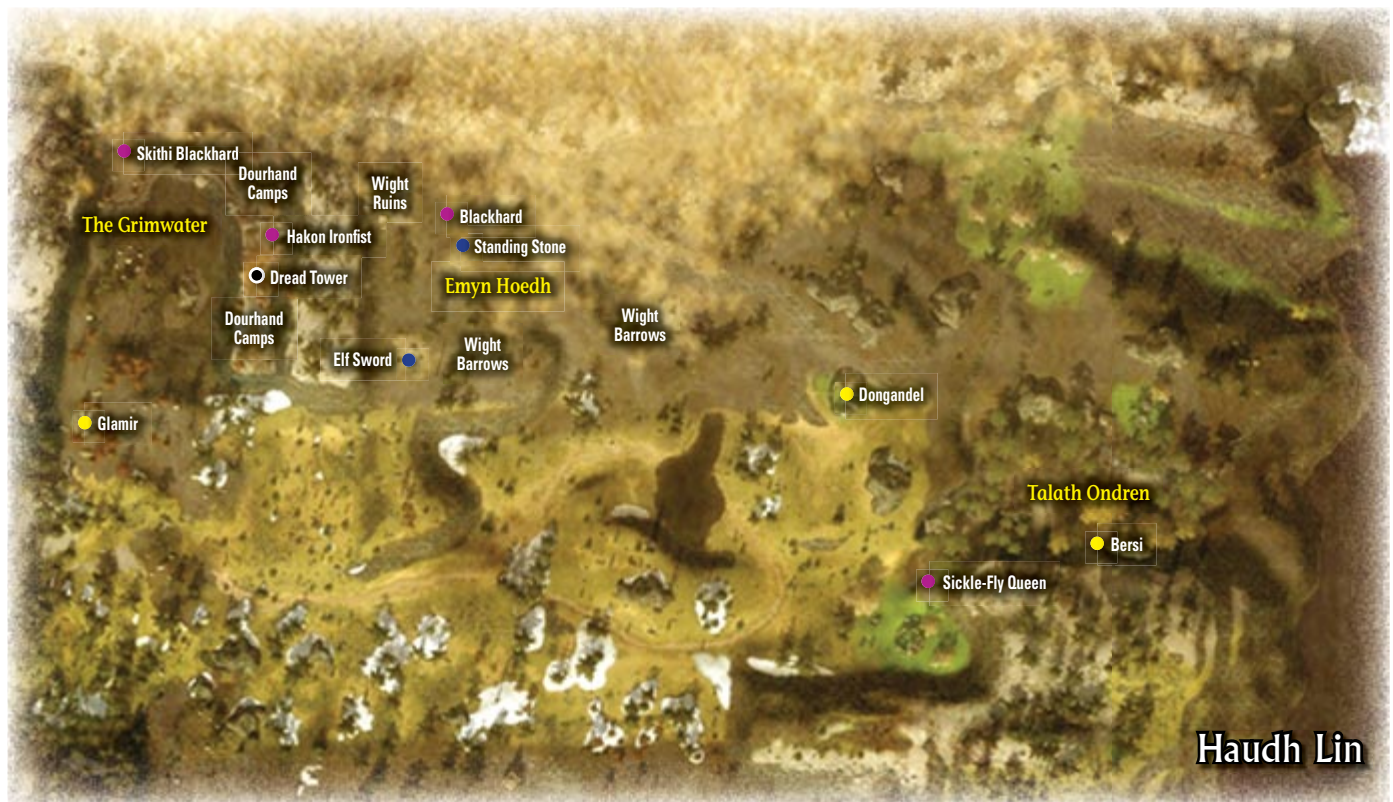 Skithi Blackhard
Dourhand
Camps
Wight
Ruins
The Grimwater
Blackhard
Hakon Ironfist
Standing Stone
Dread Tower
Emyn Hoedh
Dourhand
Camps
Wight
Barrows
Elf Sword
Wight
Barrows
Dongandel
Glamir
Talath Ondren
Bersi
Sickle-Fly Queen
Haudh Lin